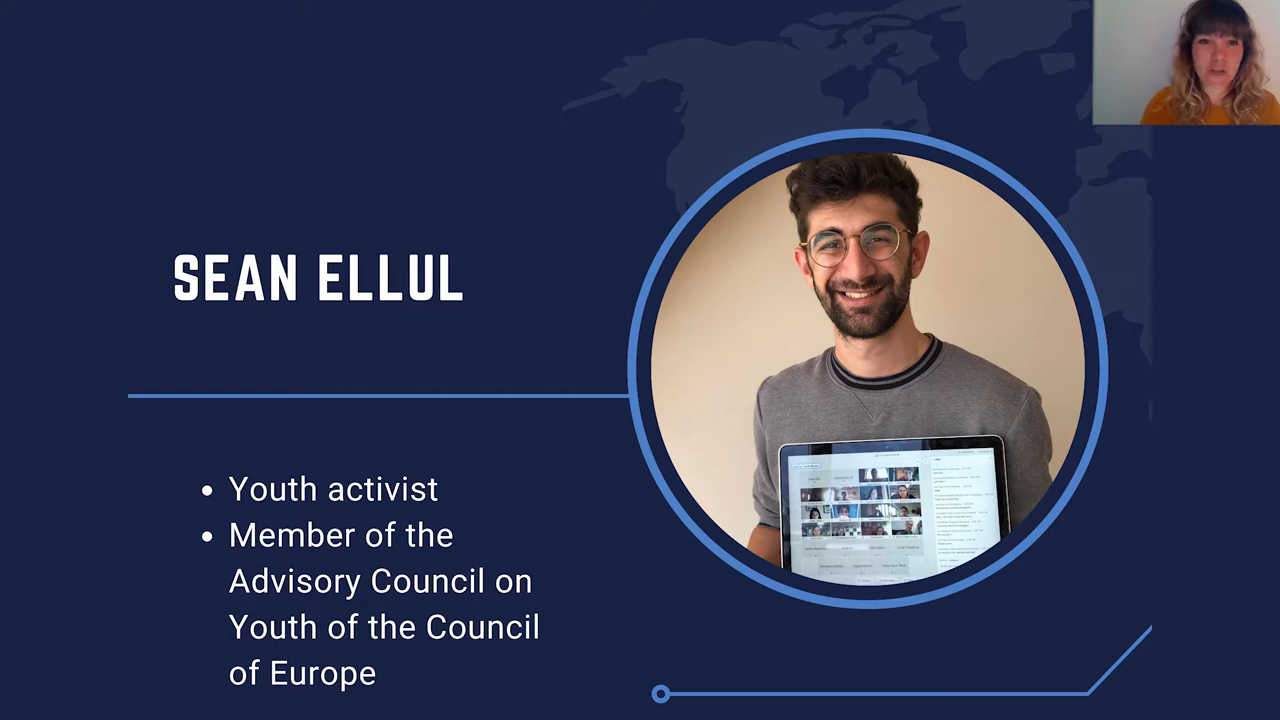 SEAN ELLUL
• Youth activist
• Member of the
Advisory Council on
Youth of the Council
of Europe